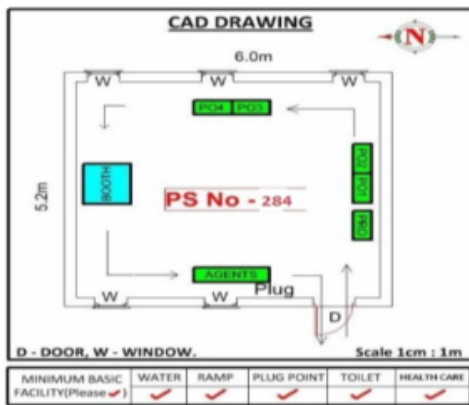 CAD DRAWING
N
6.0m
W W W
PO4 PO3
5.2m
BOOTH
PO2
PO1
PS No - 284
PRO
AGENTS
Plug
W W
D
D - DOOR, W - WINDOW. Scale 1cm : 1m
MINIMUM BASIC FACILITY(Please ✓) WATER RAMP PLUG POINT TOILET HEALTH CARE
✓ ✓ ✓ ✓ ✓